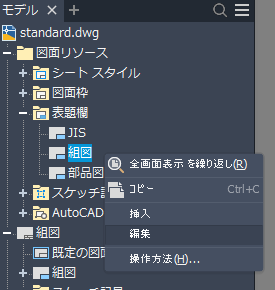 モデル
standard.dwg
図面リソース
シート スタイル
図面枠
表題欄
JIS
組図
部品図
スケッチ
AutoCAD
組図
既定の図
組図
全画面表示 を繰り返し(R)
コピー Ctrl+C
挿入
編集
操作方法(H)...